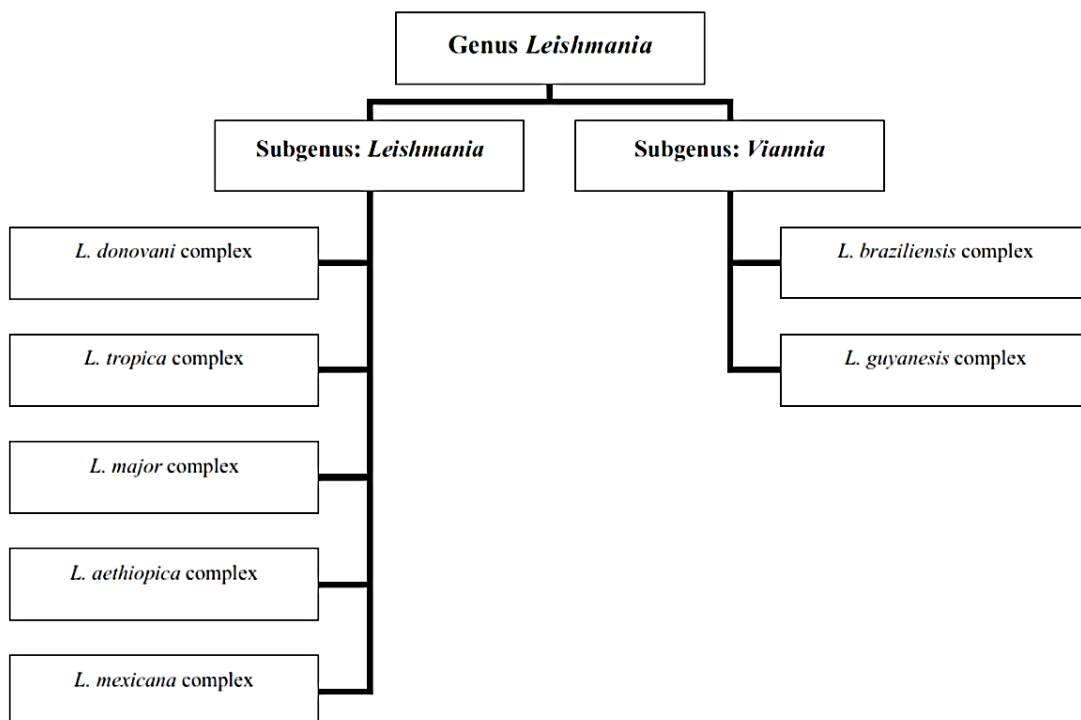 Genus Leishmania
Subgenus: Leishmania
Subgenus: Viannia
L. donovani complex
L. braziliensis complex
L. tropica complex
L. guyanesis complex
L. major complex
L. aethiopica complex
L. mexicana complex